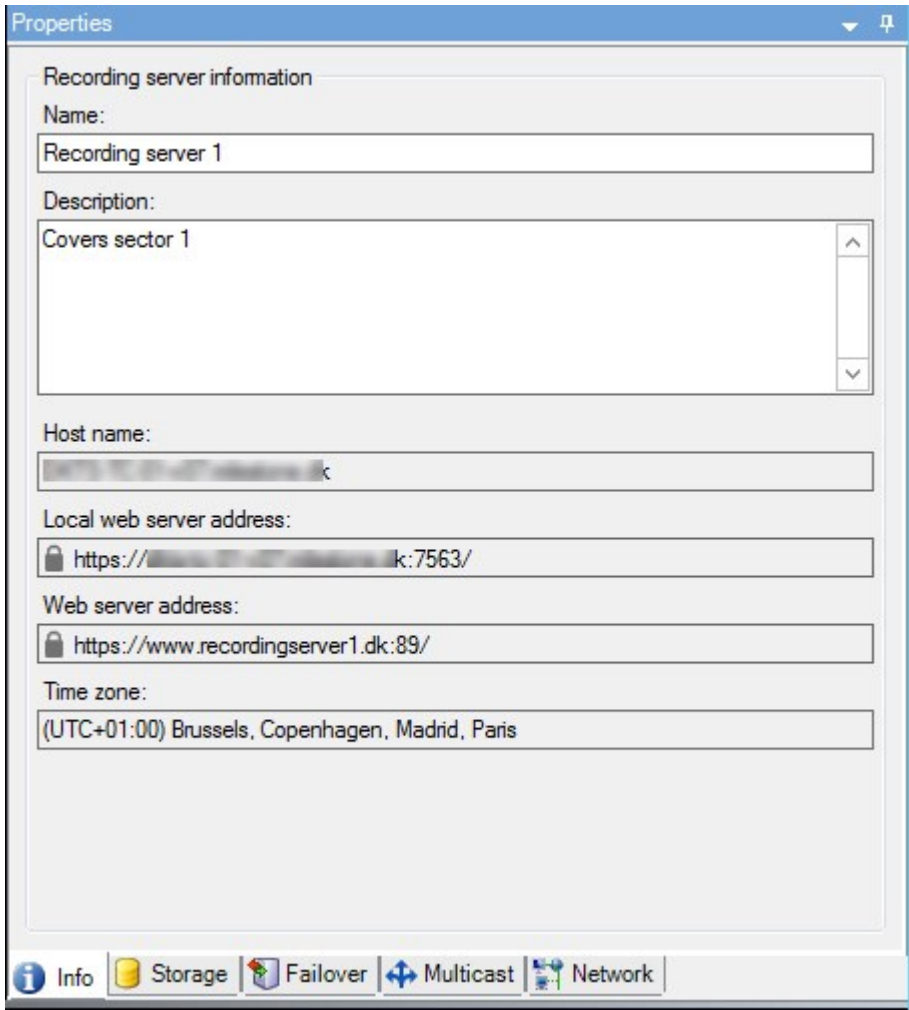 Properties
Recording server information
Name:
Recording server 1
Description:
Covers sector 1
Host name:
k
Local web server address:
https:// k:7563/
Web server address:
https://www.recordingserver1.dk:89/
Time zone:
(UTC+01:00) Brussels, Copenhagen, Madrid, Paris
Info Storage Failover Multicast Network